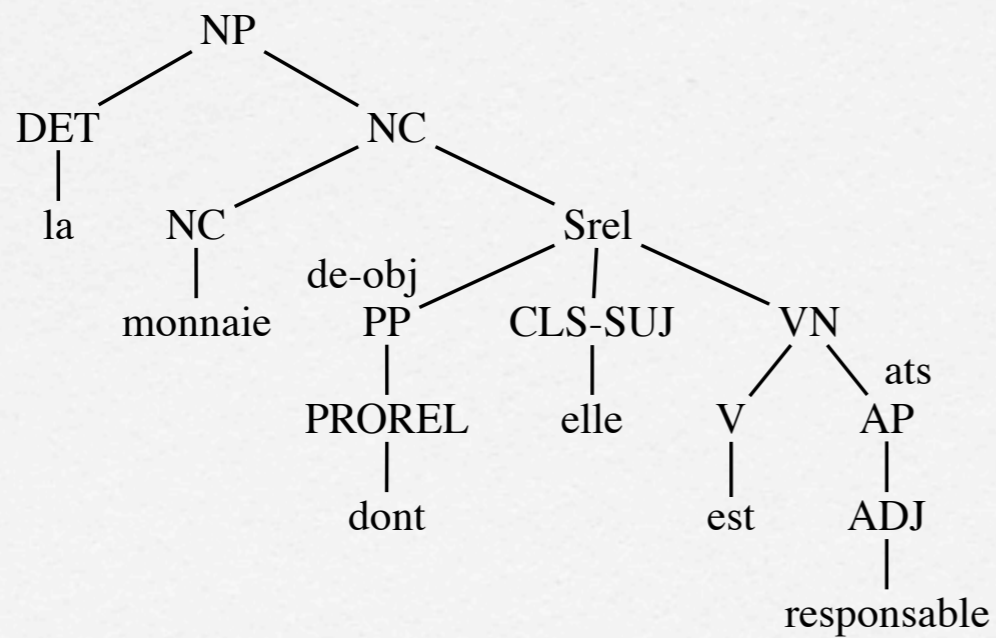 NP
DET NC
la NC Srel
de-obj
monnaie PP CLS-SUJ VN
ats
PROREL elle V AP
dont est ADJ
responsable